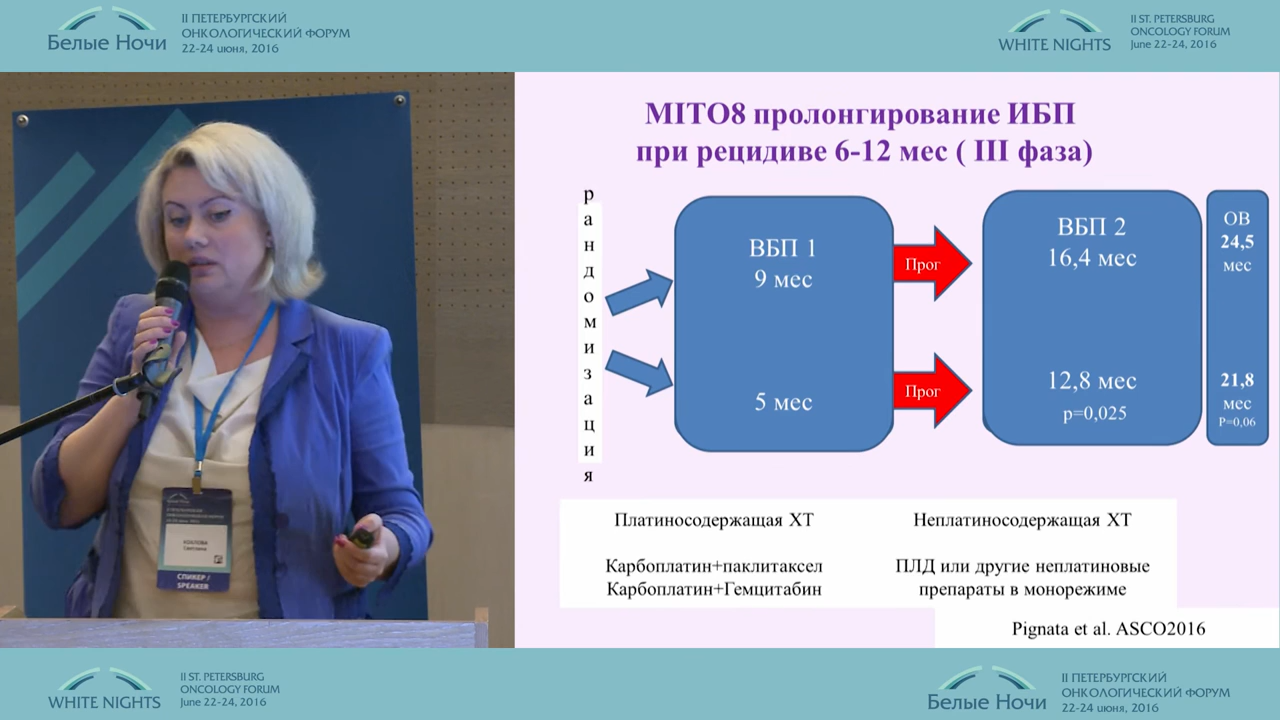 Белые Ночи
II ПЕТЕРБУРГСКИЙ
ОНКОЛОГИЧЕСКИЙ ФОРУМ
22-24 июня, 2016
WHITE NIGHTS
II ST. PETERSBURG
ONCOLOGY FORUM
June 22-24, 2016
MITO8 пролонгирование ИБП
при рецидиве 6-12 мес ( III фаза)
рандомизация
ВБП 1
9 мес
5 мес
Прог
Прог
ВБП 2
16,4 мес
12,8 мес
p=0,025
ОВ
24,5
мес
21,8
мес
P=0,06
Платиносодержащая ХТ
Карбоплатин+паклитаксел
Карбоплатин+Гемцитабин
Неплатиносодержащая ХТ
ПЛД или другие неплатиновые
препараты в монорежиме
Pignata et al. ASCO2016
СПИКЕР /
SPEAKER
WHITE NIGHTS
II ST. PETERSBURG
ONCOLOGY FORUM
June 22-24, 2016
Белые Ночи
II ПЕТЕРБУРГСКИЙ
ОНКОЛОГИЧЕСКИЙ ФОРУМ
22-24 июня, 2016